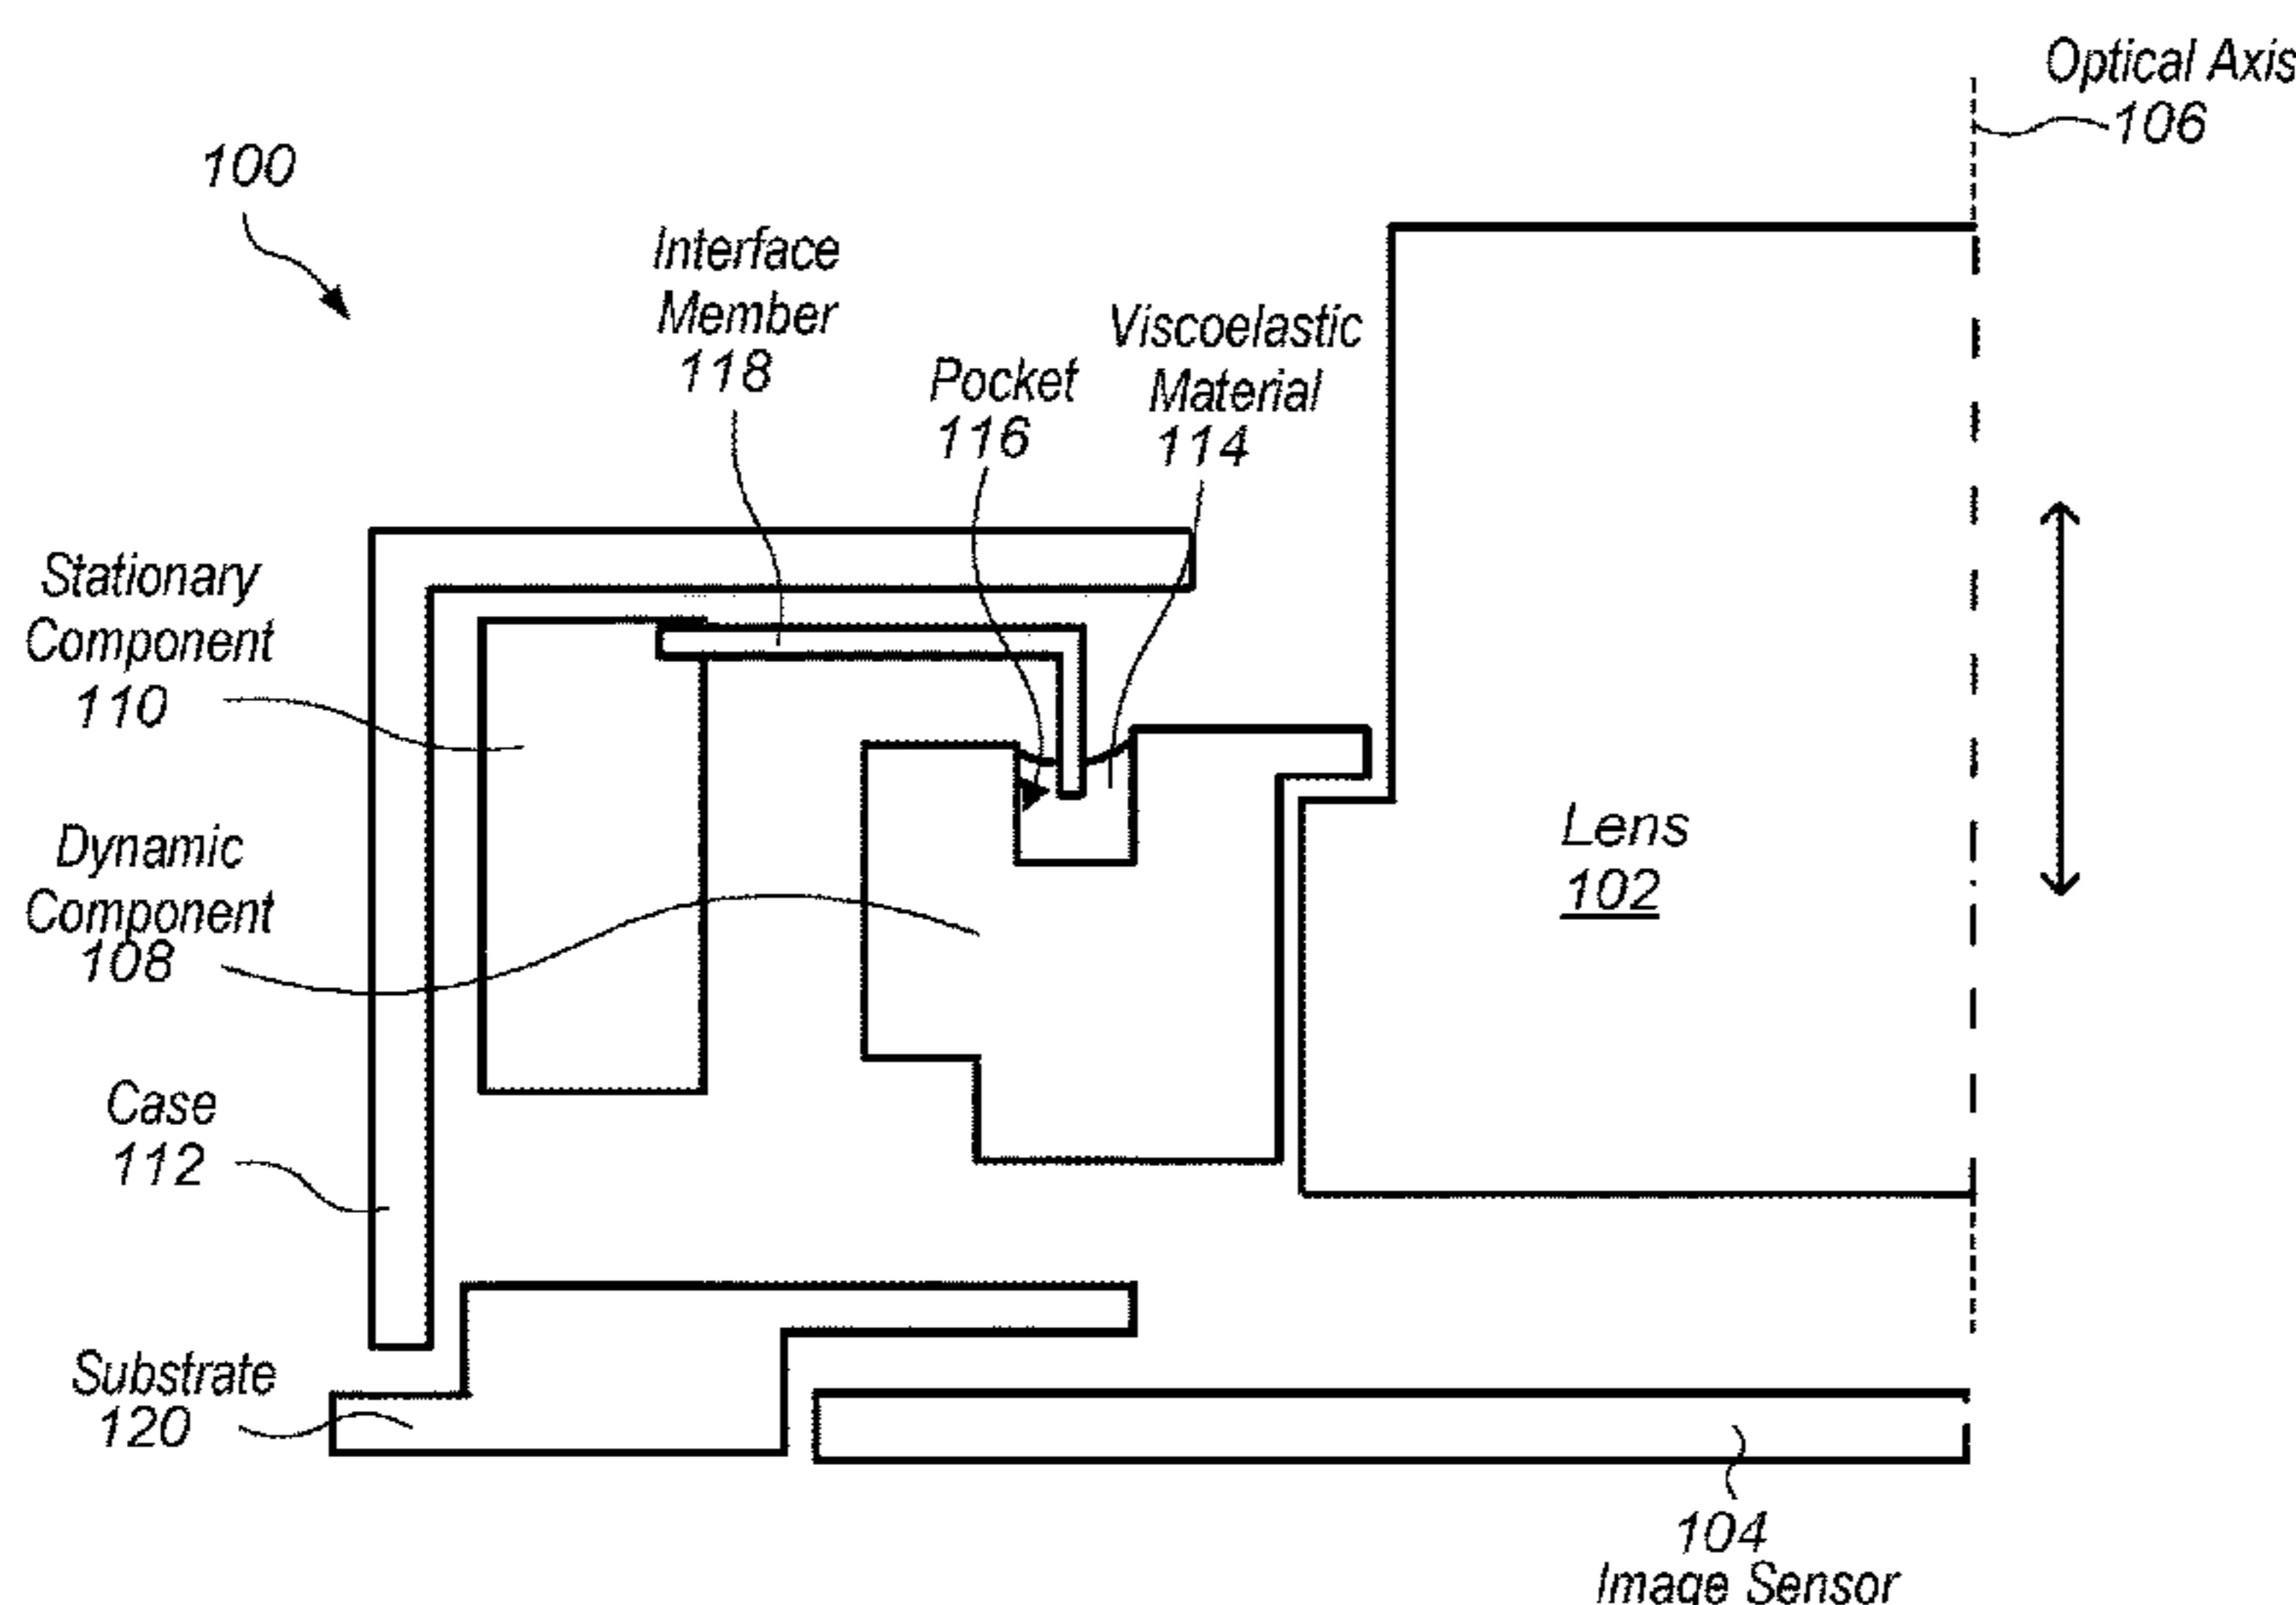 Optical Axis
106
100
Interface
Member
118
Pocket
116
Viscoelastic
Material
114
Stationary
Component
110
Dynamic
Component
108
Lens
102
Case
112
Substrate
120
104
Image Sensor